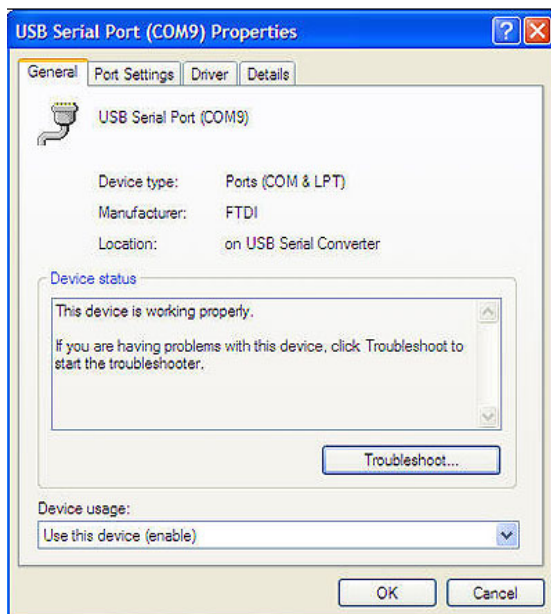 USB Serial Port (COM9) Properties
General Port Settings Driver Details
USB Serial Port (COM9)
Device type: Ports (COM & LPT)
Manufacturer: FTDI
Location: on USB Serial Converter
Device status
This device is working properly.
If you are having problems with this device, click Troubleshoot to
start the troubleshooter.
Troubleshoot...
Device usage:
Use this device (enable)
OK Cancel